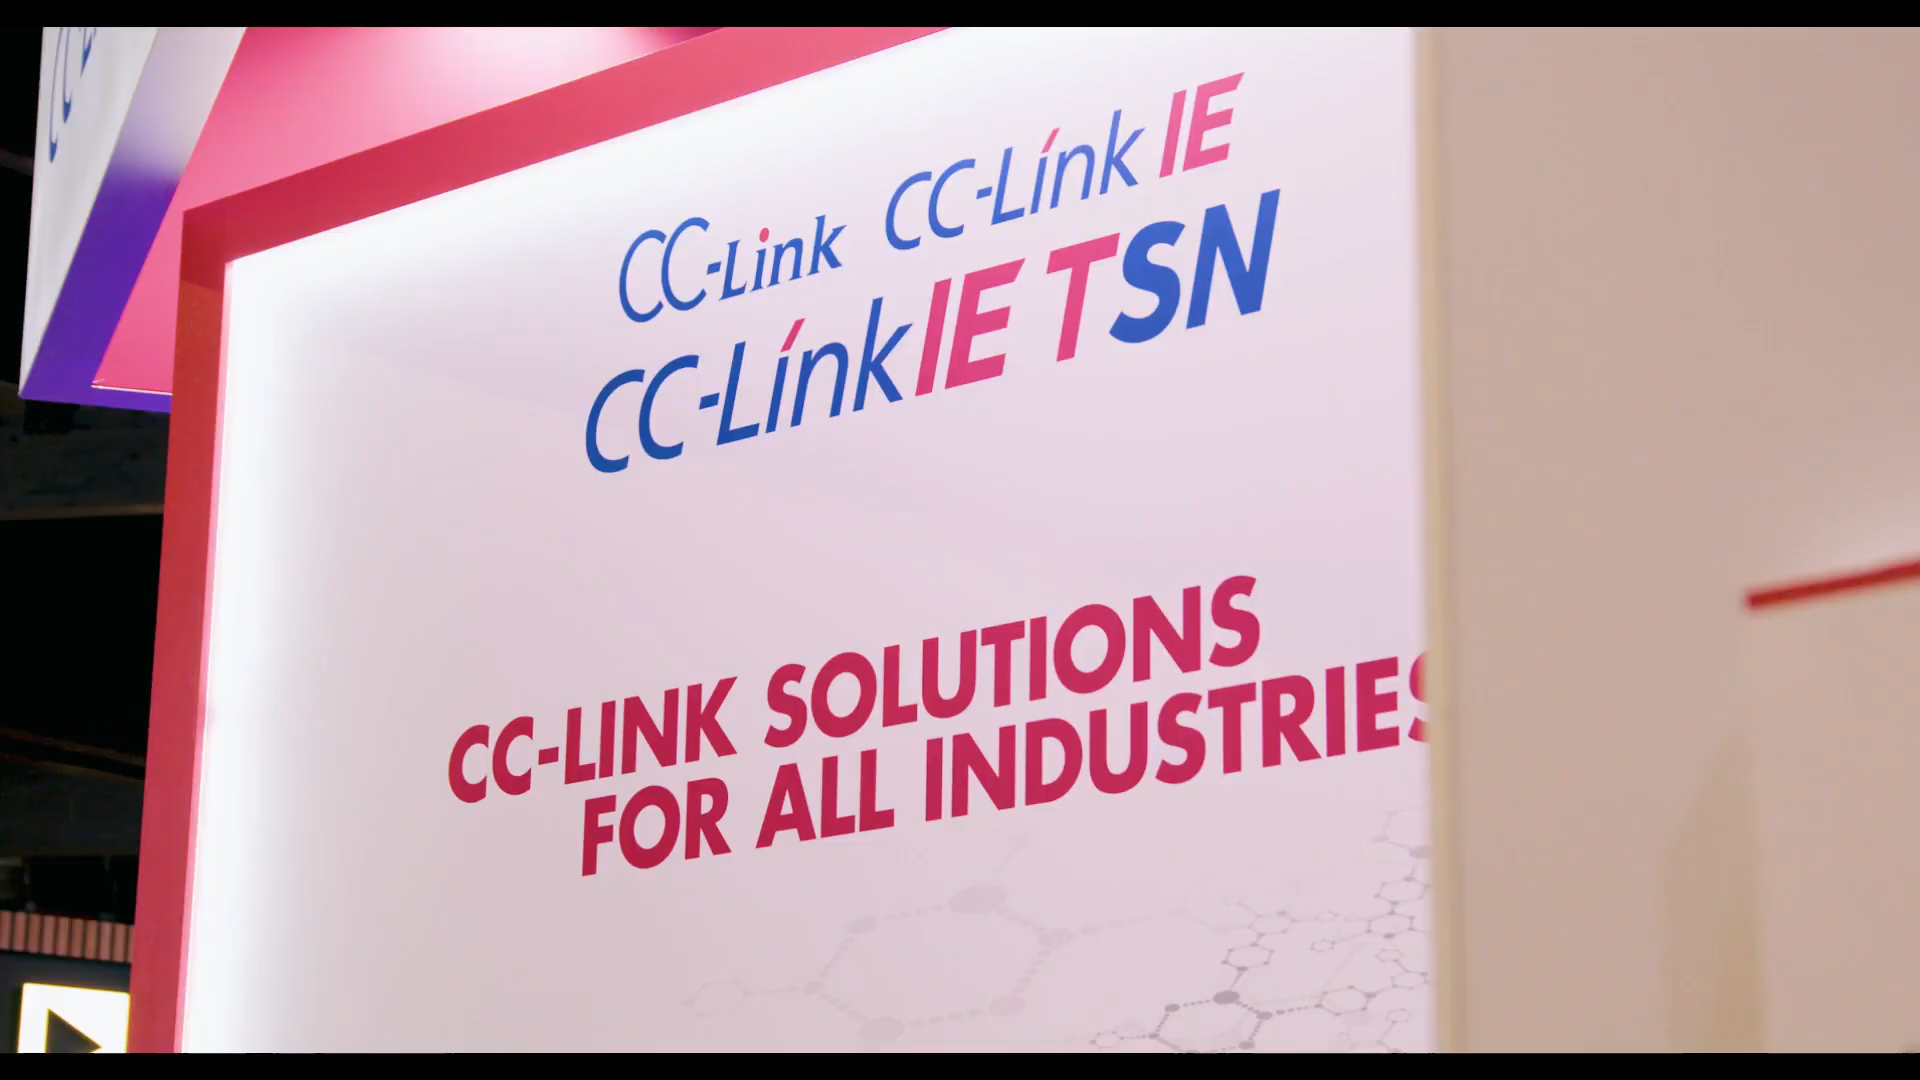 CC-Link CC-Link IE
CC-Link IE TSN
CC-LINK SOLUTIONS
FOR ALL INDUSTRIES